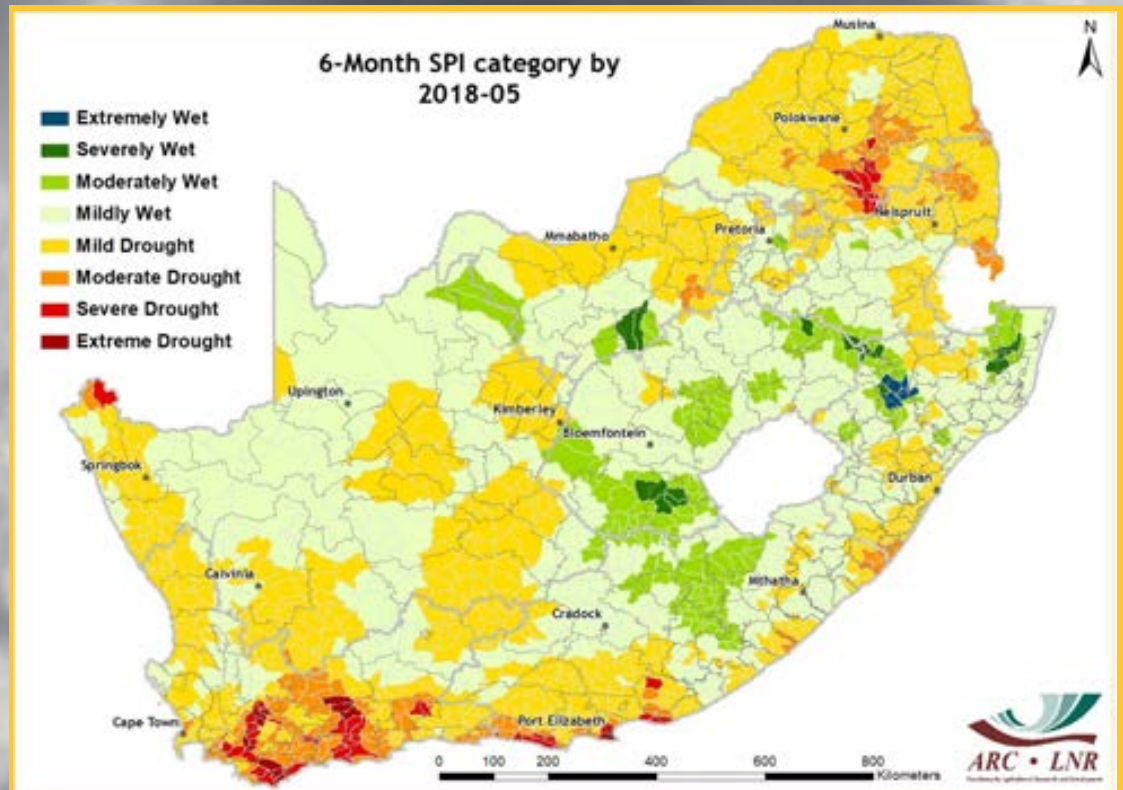 6-Month SPI category by
2018-05
N
Extremely Wet
Severely Wet
Moderately Wet
Mildly Wet
Mild Drought
Moderate Drought
Severe Drought
Extreme Drought
Musina
Polokwane
Nelspruit
Pretoria
Mmabatho
Upington
Kimberley
Bloemfontein
Springbok
Durban
Calvinia
Mthatha
Cradock
Cape Town
Port Elizabeth
0 100 200 400 600 800
Kilometers
ARC • LNR